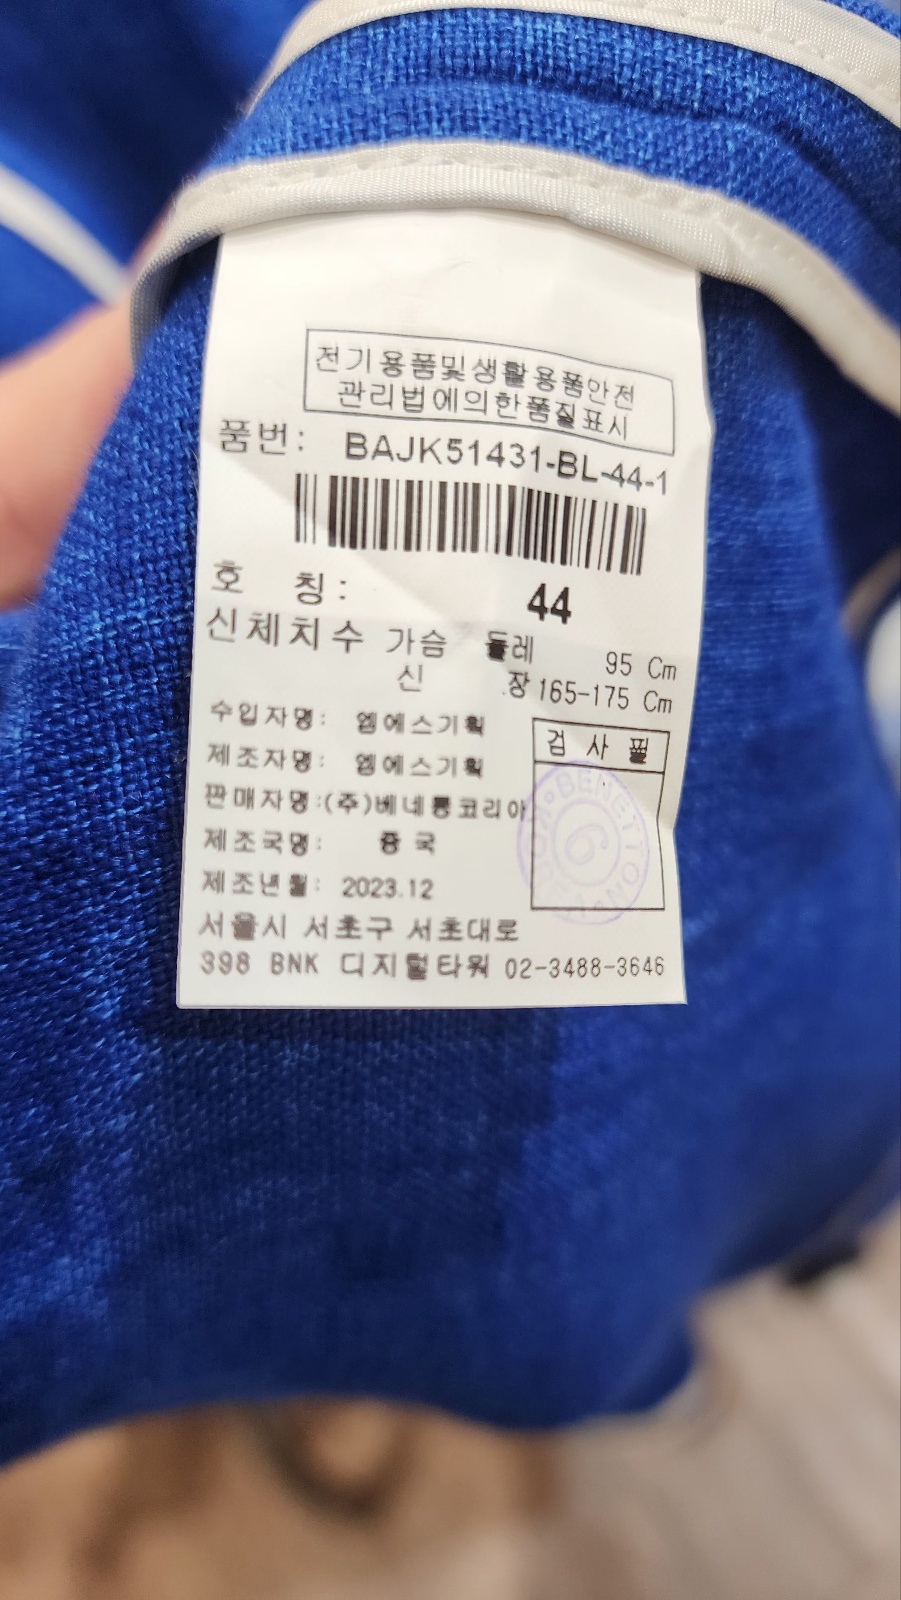 전기용품및생활용품안전
관리법에의한품질표시
품번: BAJK51431-BL-44-1
호 칭: 44
신체치수 가슴 둘레 95 Cm
신 장 165-175 Cm
수입자명: 엠에스기획
제조자명: 엠에스기획
판매자명:(주)베네통코리아
제조국명: 중국
제조년월: 2023.12
검사필
BENETTON
6
서울시 서초구 서초대로
398 BNK 디지털타워 02-3488-3646